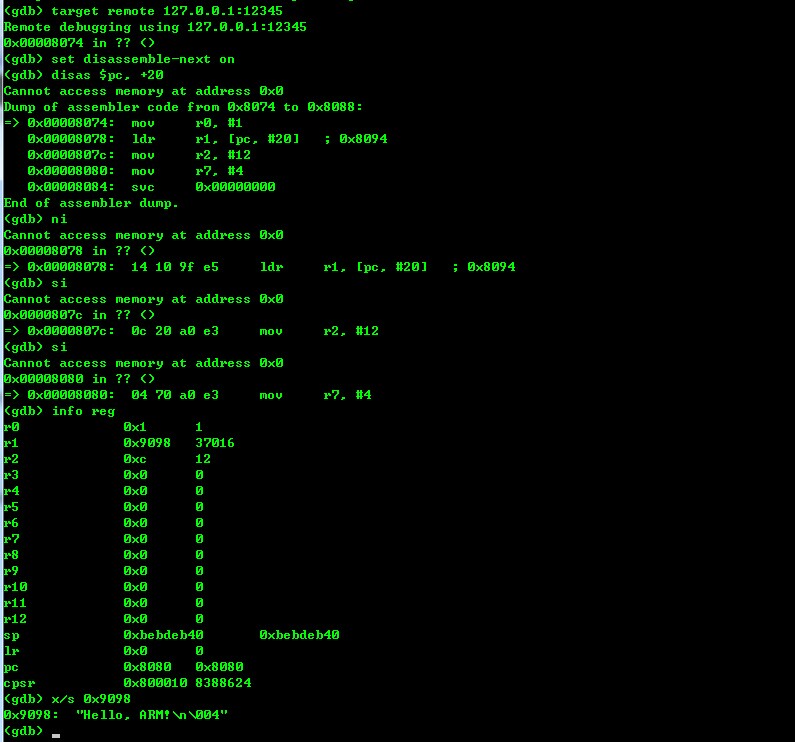 (gdb) target remote 127.0.0.1:12345
Remote debugging using 127.0.0.1:12345
0x00008074 in ?? ()
(gdb) set disassemble-next on
(gdb) disas $pc, +20
Cannot access memory at address 0x0
Dump of assembler code from 0x8074 to 0x8088:
=> 0x00008074:  mov     r0, #1
   0x00008078:  ldr     r1, [pc, #20]   ; 0x8094
   0x0000807c:  mov     r2, #12
   0x00008080:  mov     r7, #4
   0x00008084:  svc     0x00000000
End of assembler dump.
(gdb) ni
Cannot access memory at address 0x0
0x00008078 in ?? ()
=> 0x00008078:  14 10 9f e5     ldr     r1, [pc, #20]   ; 0x8094
(gdb) si
Cannot access memory at address 0x0
0x0000807c in ?? ()
=> 0x0000807c:  0c 20 a0 e3     mov     r2, #12
(gdb) si
Cannot access memory at address 0x0
0x00008080 in ?? ()
=> 0x00008080:  04 70 a0 e3     mov     r7, #4
(gdb) info reg
r0             0x1      1
r1             0x9098   37016
r2             0xc      12
r3             0x0      0
r4             0x0      0
r5             0x0      0
r6             0x0      0
r7             0x0      0
r8             0x0      0
r9             0x0      0
r10            0x0      0
r11            0x0      0
r12            0x0      0
sp             0xbebdeb40       0xbebdeb40
lr             0x0      0
pc             0x8080   0x8080
cpsr           0x800010 8388624
(gdb) x/s 0x9098
0x9098:  "Hello, ARM!\n\004"
(gdb)